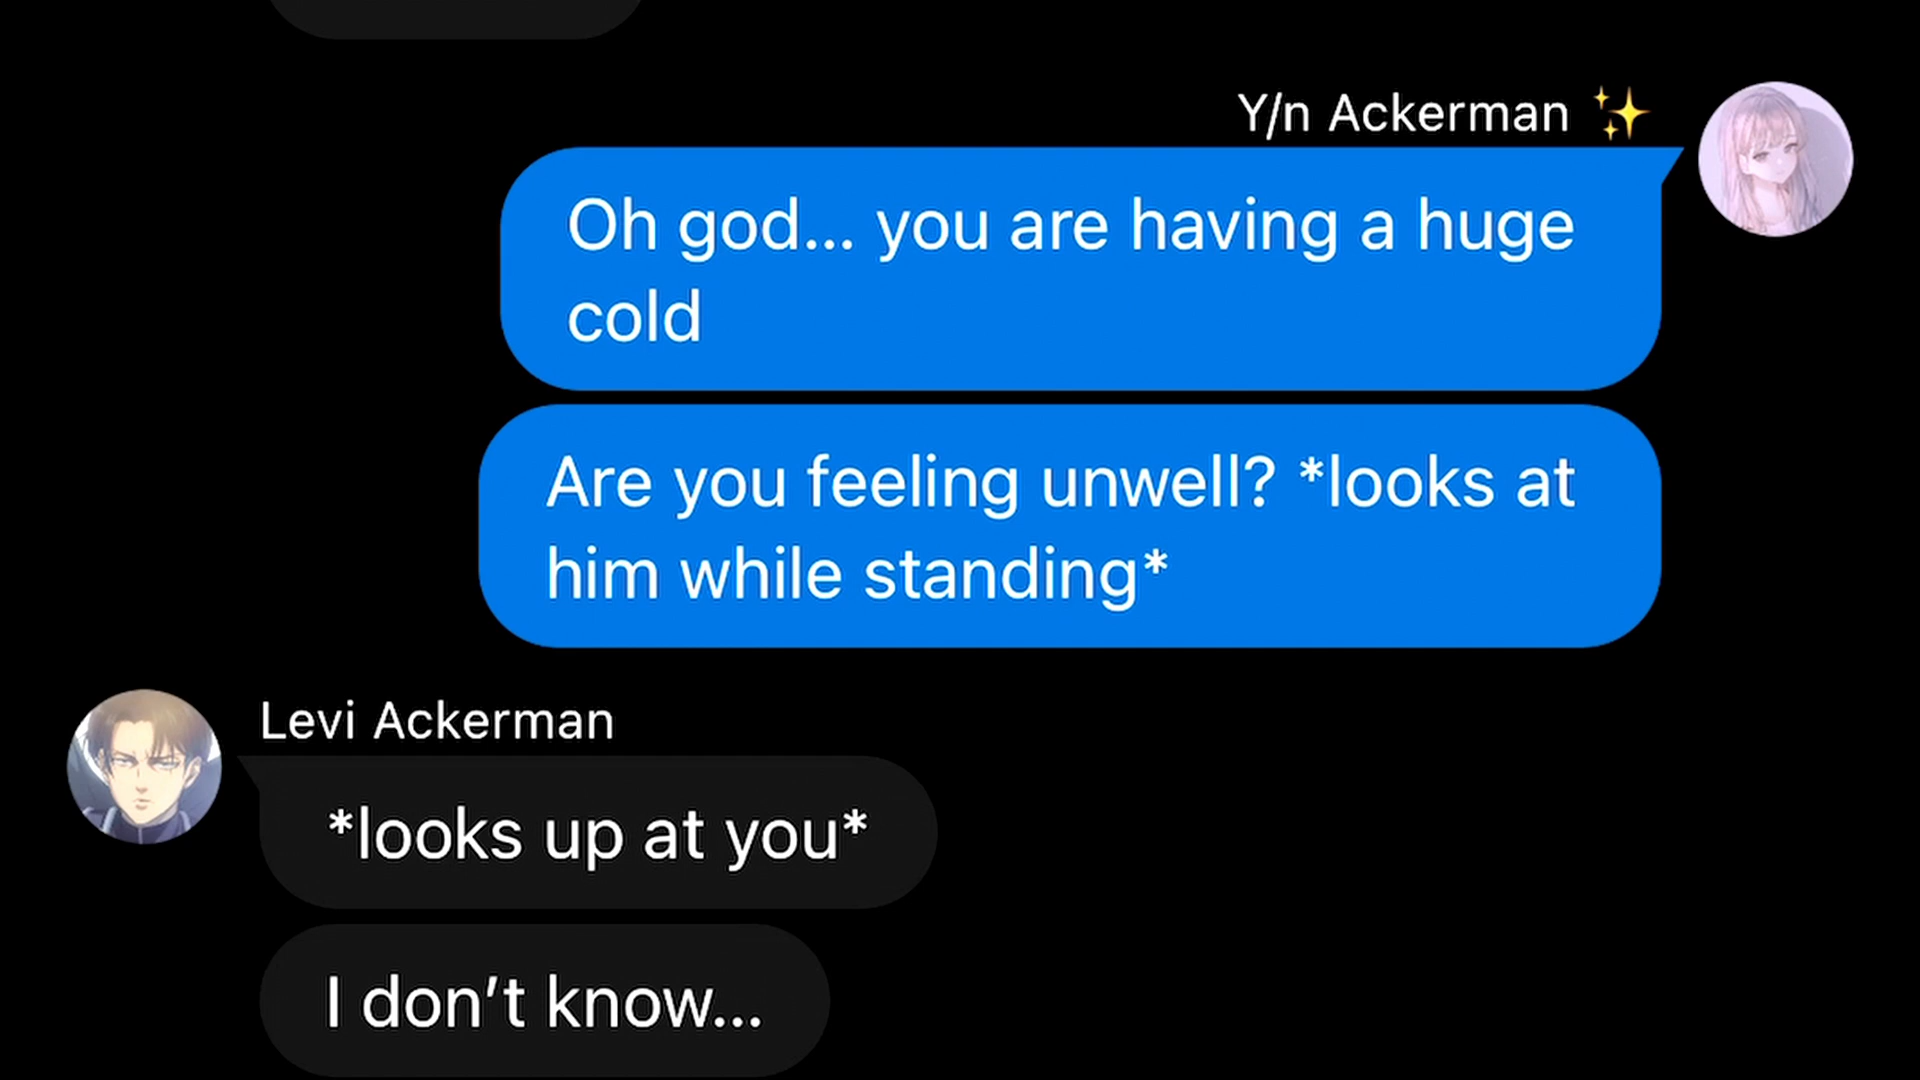 Y/n Ackerman ✨
Oh god... you are having a huge
cold
Are you feeling unwell? *looks at
him while standing*
Levi Ackerman
*looks up at you*
I don't know...